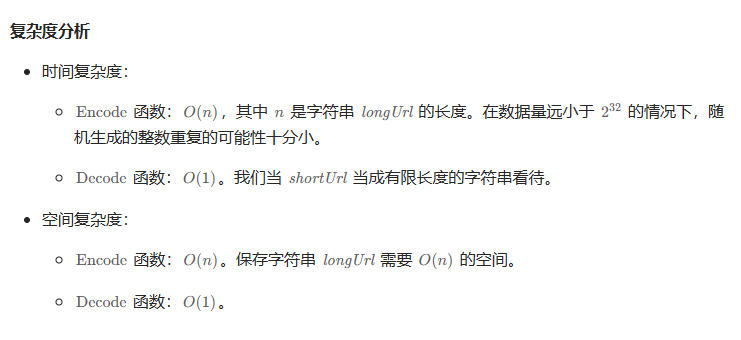 复杂度分析
• 时间复杂度：
◦ Encode 函数：O(n)，其中 n 是字符串 longUrl 的长度。在数据量远小于 2^32 的情况下，随
机生成的整数重复的可能性十分小。
◦ Decode 函数：O(1)。我们当 shortUrl 当成有限长度的字符串看待。
• 空间复杂度：
◦ Encode 函数：O(n)。保存字符串 longUrl 需要 O(n) 的空间。
◦ Decode 函数：O(1)。